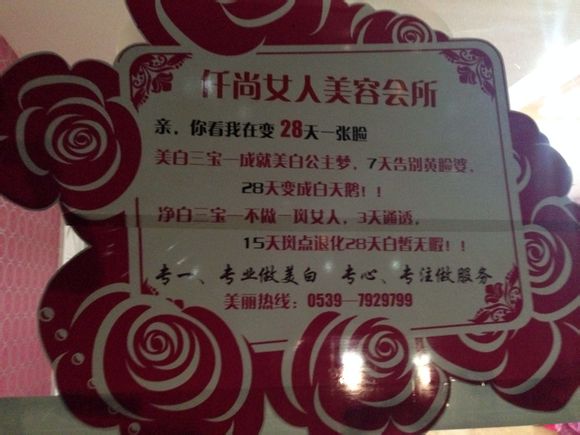 仟尚女人美容会所
亲，你看我在变 28天一张脸
美白三宝一成就美白公主梦，7天告别黄脸婆，
28天变成白天鹅！！
净白三宝一不做一斑女人，3天通透，
15天斑点退化28天白皙无暇！！
专一、专业做美白 专心、专注做服务
美丽热线：0539—7929799